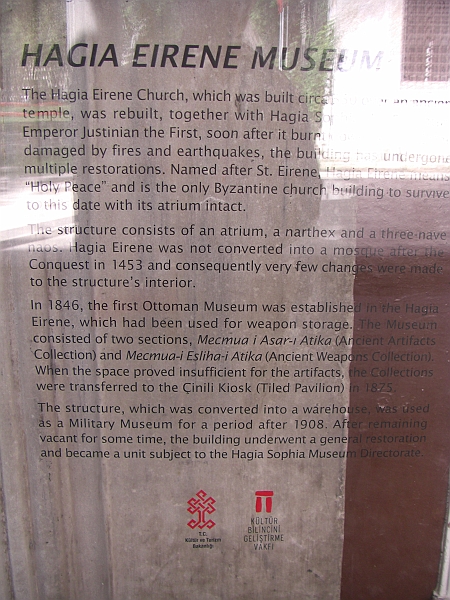 HAGIA EIRENE MUSEUM
The Hagia Eirene Church, which was built circa an ancient
temple, was rebuilt, together with Hagia
Emperor Justinian the First, soon after it
damaged by fires and earthquakes, the building has undergone
multiple restorations. Named after St. Eirene, Hagia Eirene means
"Holy Peace" and is the only Byzantine church building to survive
to this date with its atrium intact.
The structure consists of an atrium, a narthex and a three-nave
naos. Hagia Eirene was not converted into a mosque after the
Conquest in 1453 and consequently very few changes were made
to the structure's interior.
In 1846, the first Ottoman Museum was established in the Hagia
Eirene, which had been used for weapon storage. The Museum
consisted of two sections, Mecmua i Asar-ı Atika (Ancient Artifacts
Collection) and Mecmua-i Esliha-i Atika (Ancient Weapons Collection).
When the space proved insufficient for the artifacts, the Collections
were transferred to the Çinili Kiosk (Tiled Pavilion) in 1875.
The structure, which was converted into a warehouse, was used
as a Military Museum for a period after 1908. After remaining
vacant for some time, the building underwent a general restoration
and became a unit subject to the Hagia Sophia Museum Directorate.
T.C.
Kültür ve Turizm
Bakanlığı
KÜLTÜR
BİLİNCİNİ
GELİŞTİRME
VAKFI